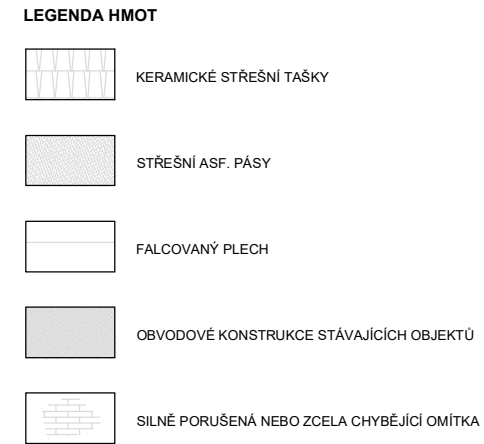 LEGENDA HMOT
KERAMICKÉ STŘEŠNÍ TAŠKY
STŘEŠNÍ ASF. PÁSY
FALCOVANÝ PLECH
OBVODOVÉ KONSTRUKCE STÁVAJÍCÍCH OBJEKTŮ
SILNĚ PORUŠENÁ NEBO ZCELA CHYBĚJÍCÍ OMÍTKA